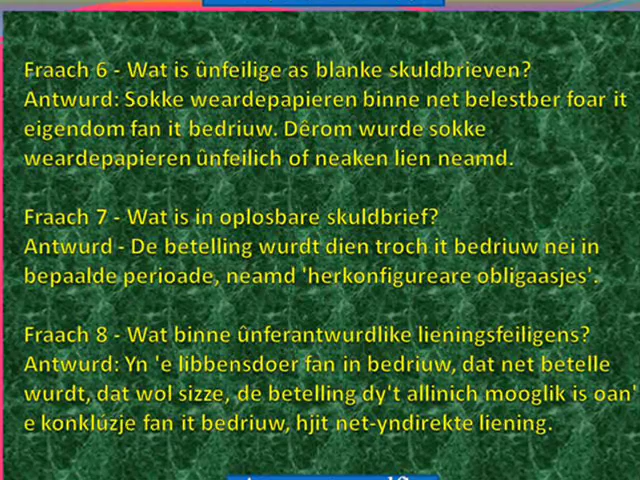 Fraach 6 - Wat is ûnfeilige as blanke skuldbrieven?
Antwurd: Sokke weardepapieren binne net belestber foar it
eigendom fan it bedriuw. Dêrom wurde sokke
weardepapieren ûnfeilich of neaken lien neamd.
Fraach 7 - Wat is in oplosbare skuldbrief?
Antwurd - De betelling wurdt dien troch it bedriuw nei in
bepaalde perioade, neamd 'herkonfigureare obligaasjes'.
Fraach 8 - Wat binne ûnferantwurdlike lieningsfeiligens?
Antwurd: Yn 'e libbensdoer fan in bedriuw, dat net betelle
wurdt, dat wol sizze, de betelling dy't allinich mooglik is oan'
e konklúzje fan it bedriuw, hjit net-yndirekte liening.